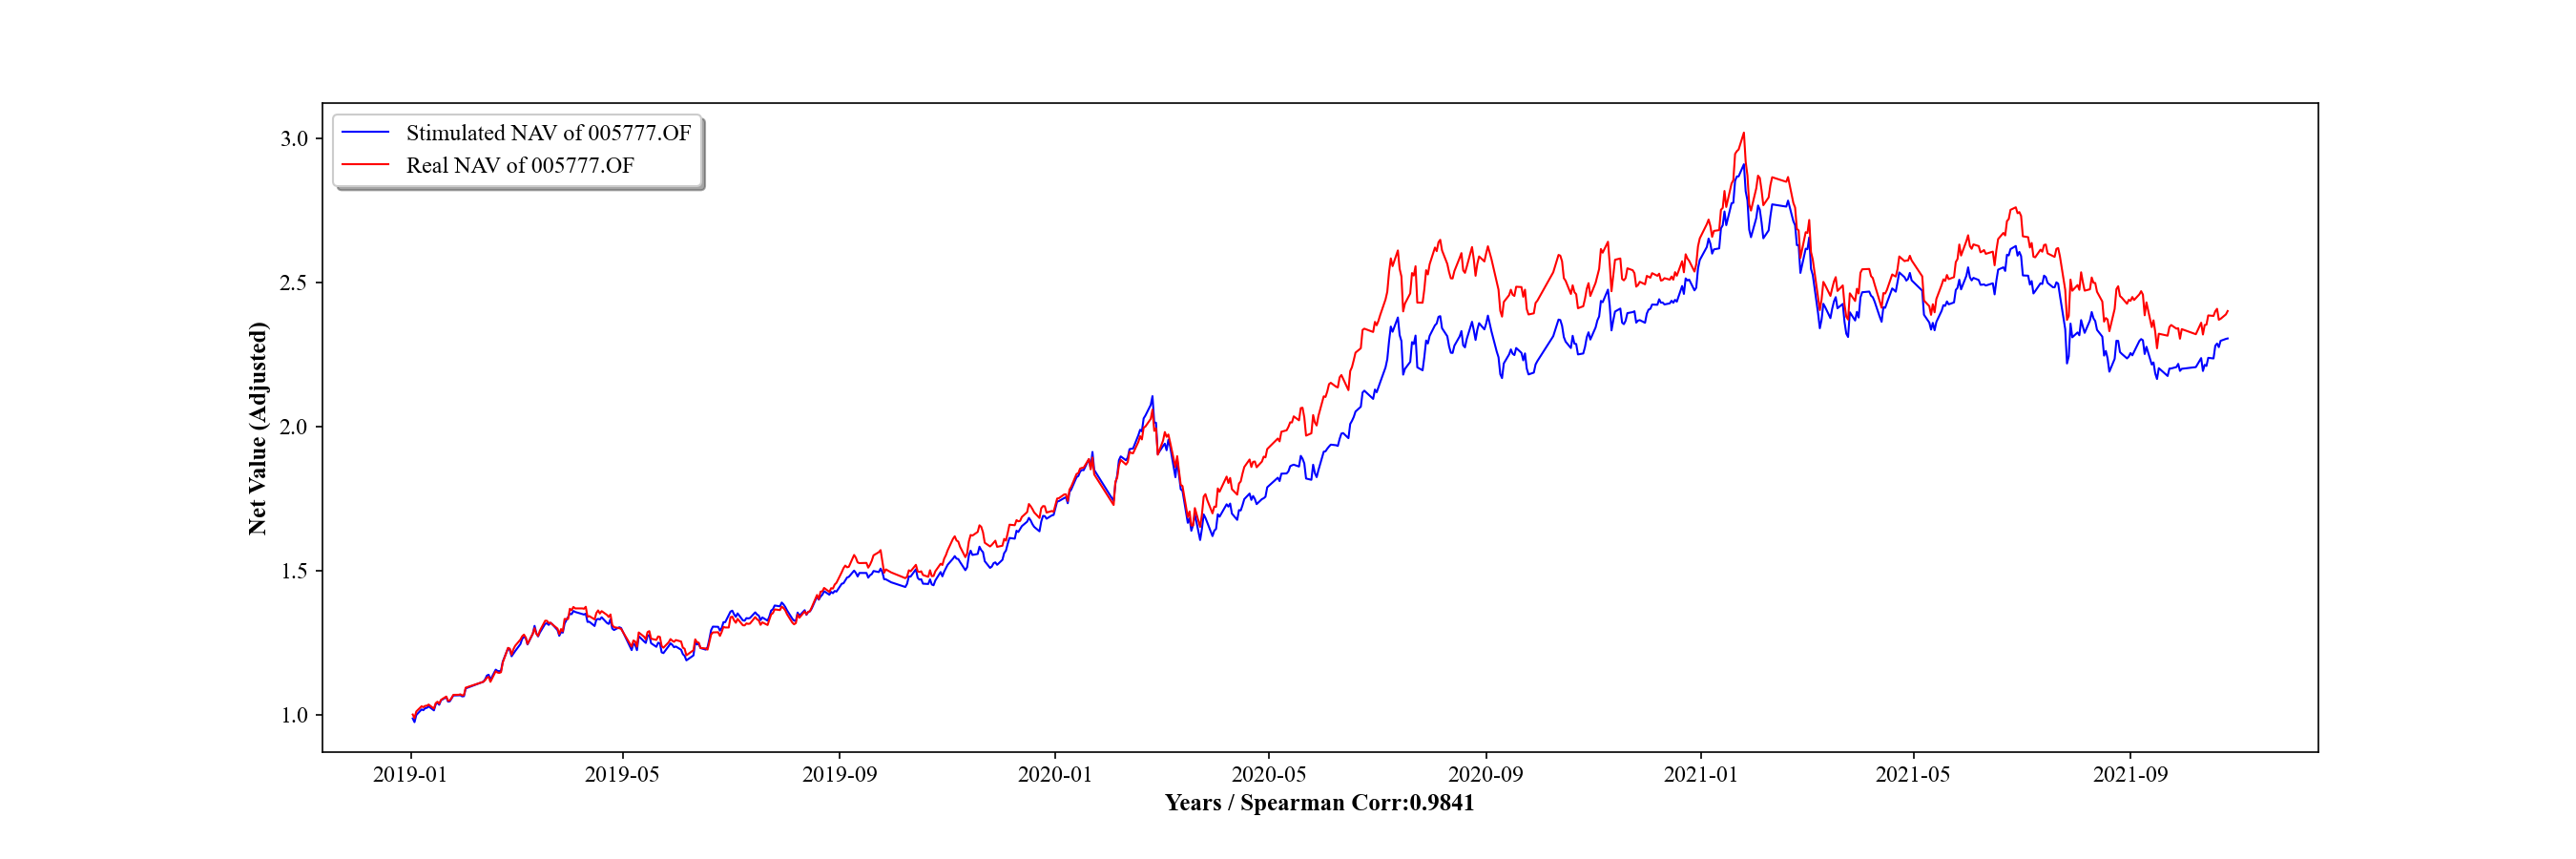 Stimulated NAV of 005777.OF
Real NAV of 005777.OF
Net Value (Adjusted)
3.0
2.5
2.0
1.5
1.0
2019-01 2019-05 2019-09 2020-01 2020-05 2020-09 2021-01 2021-05 2021-09
Years / Spearman Corr:0.9841